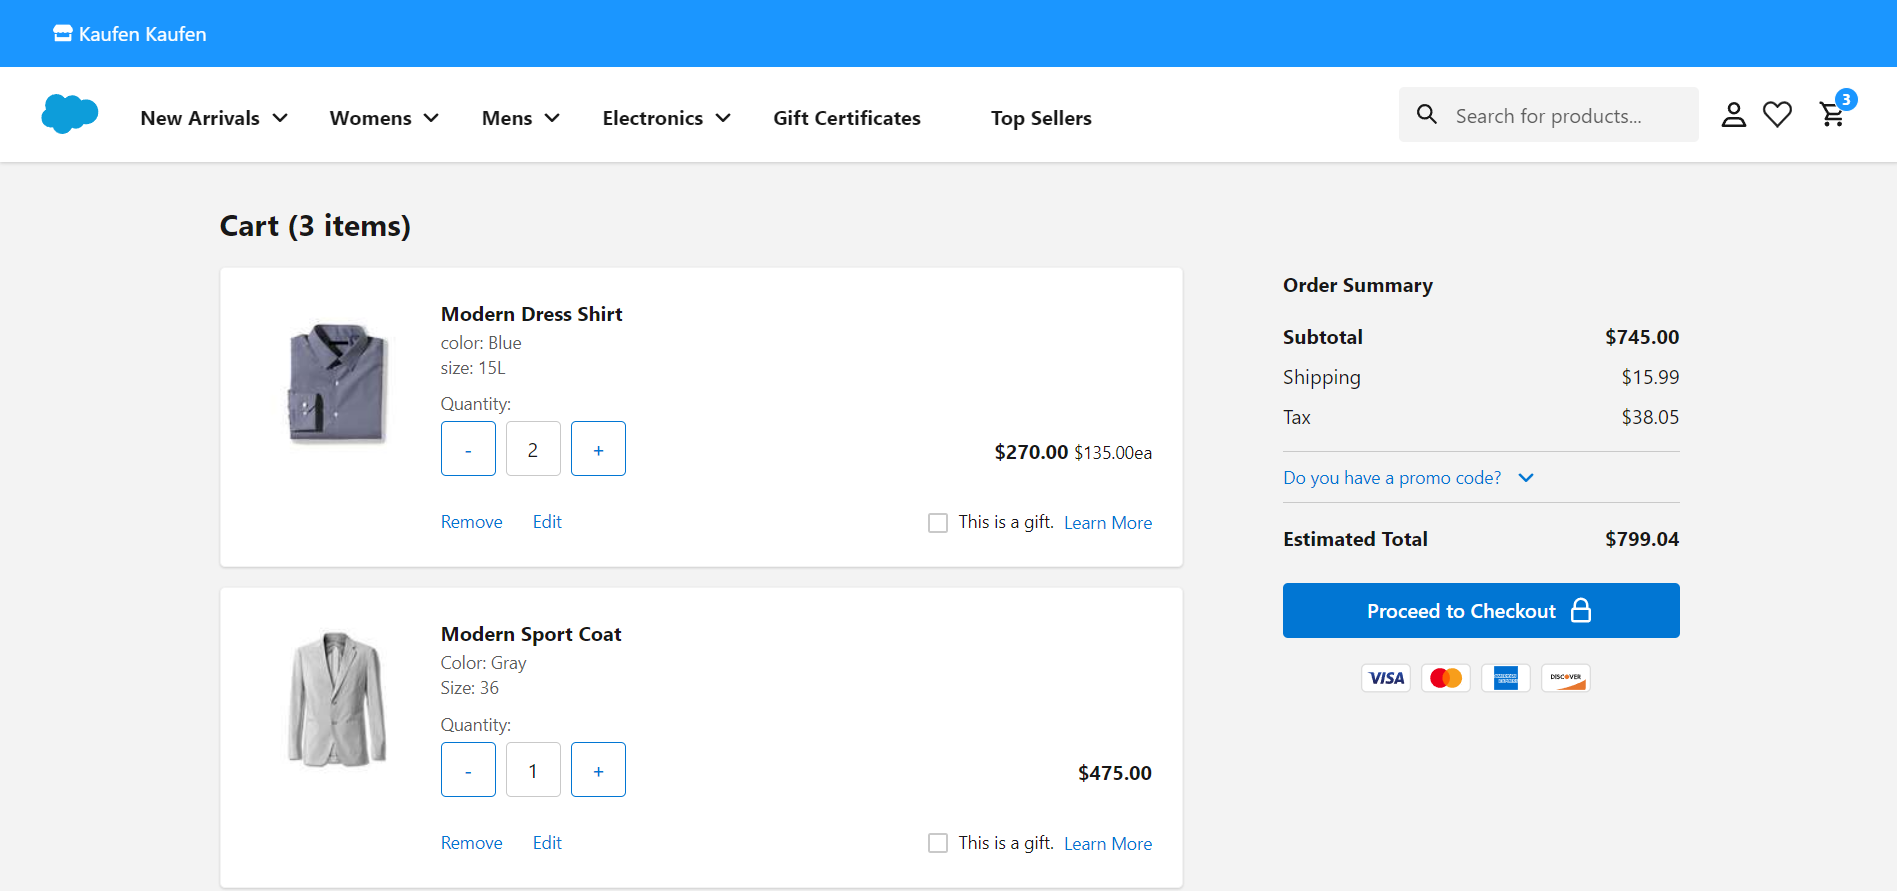 Kaufen Kaufen
New Arrivals Womens Mens Electronics Gift Certificates Top Sellers Search for products... 3
Cart (3 items)
Modern Dress Shirt
color: Blue
size: 15L
Quantity:
- 2 +
$270.00 $135.00ea
Remove Edit This is a gift. Learn More
Modern Sport Coat
Color: Gray
Size: 36
Quantity:
- 1 +
$475.00
Remove Edit This is a gift. Learn More
Order Summary
Subtotal $745.00
Shipping $15.99
Tax $38.05
Do you have a promo code?
Estimated Total $799.04
Proceed to Checkout
VISA DISCOVER